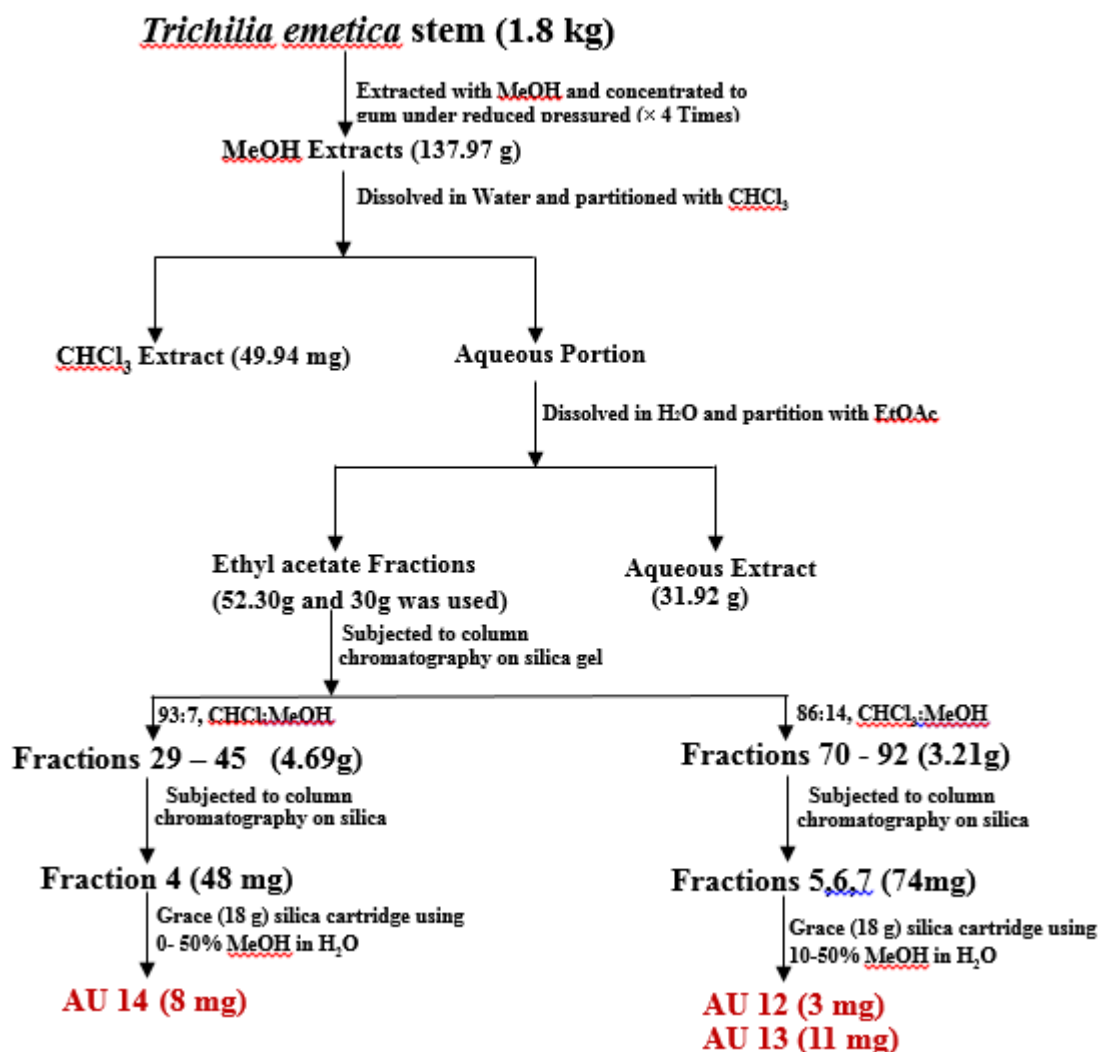 Trichilia emetica stem (1.8 kg)
Extracted with MeOH and concentrated to
gum under reduced pressured (× 4 Times)
MeOH Extracts (137.97 g)
Dissolved in Water and partitioned with CHCl₃
CHCl₃ Extract (49.94 mg)
Aqueous Portion
Dissolved in H₂O and partition with EtOAc
Ethyl acetate Fractions
(52.30g and 30g was used)
Aqueous Extract
(31.92 g)
Subjected to column
chromatography on silica gel
93:7, CHCl:MeOH
86:14, CHCl₃:MeOH
Fractions 29 – 45 (4.69g)
Fractions 70 - 92 (3.21g)
Subjected to column
chromatography on silica
Subjected to column
chromatography on silica
Fraction 4 (48 mg)
Fractions 5,6,7 (74mg)
Grace (18 g) silica cartridge using
0- 50% MeOH in H₂O
Grace (18 g) silica cartridge using
10-50% MeOH in H₂O
AU 14 (8 mg)
AU 12 (3 mg)
AU 13 (11 mg)